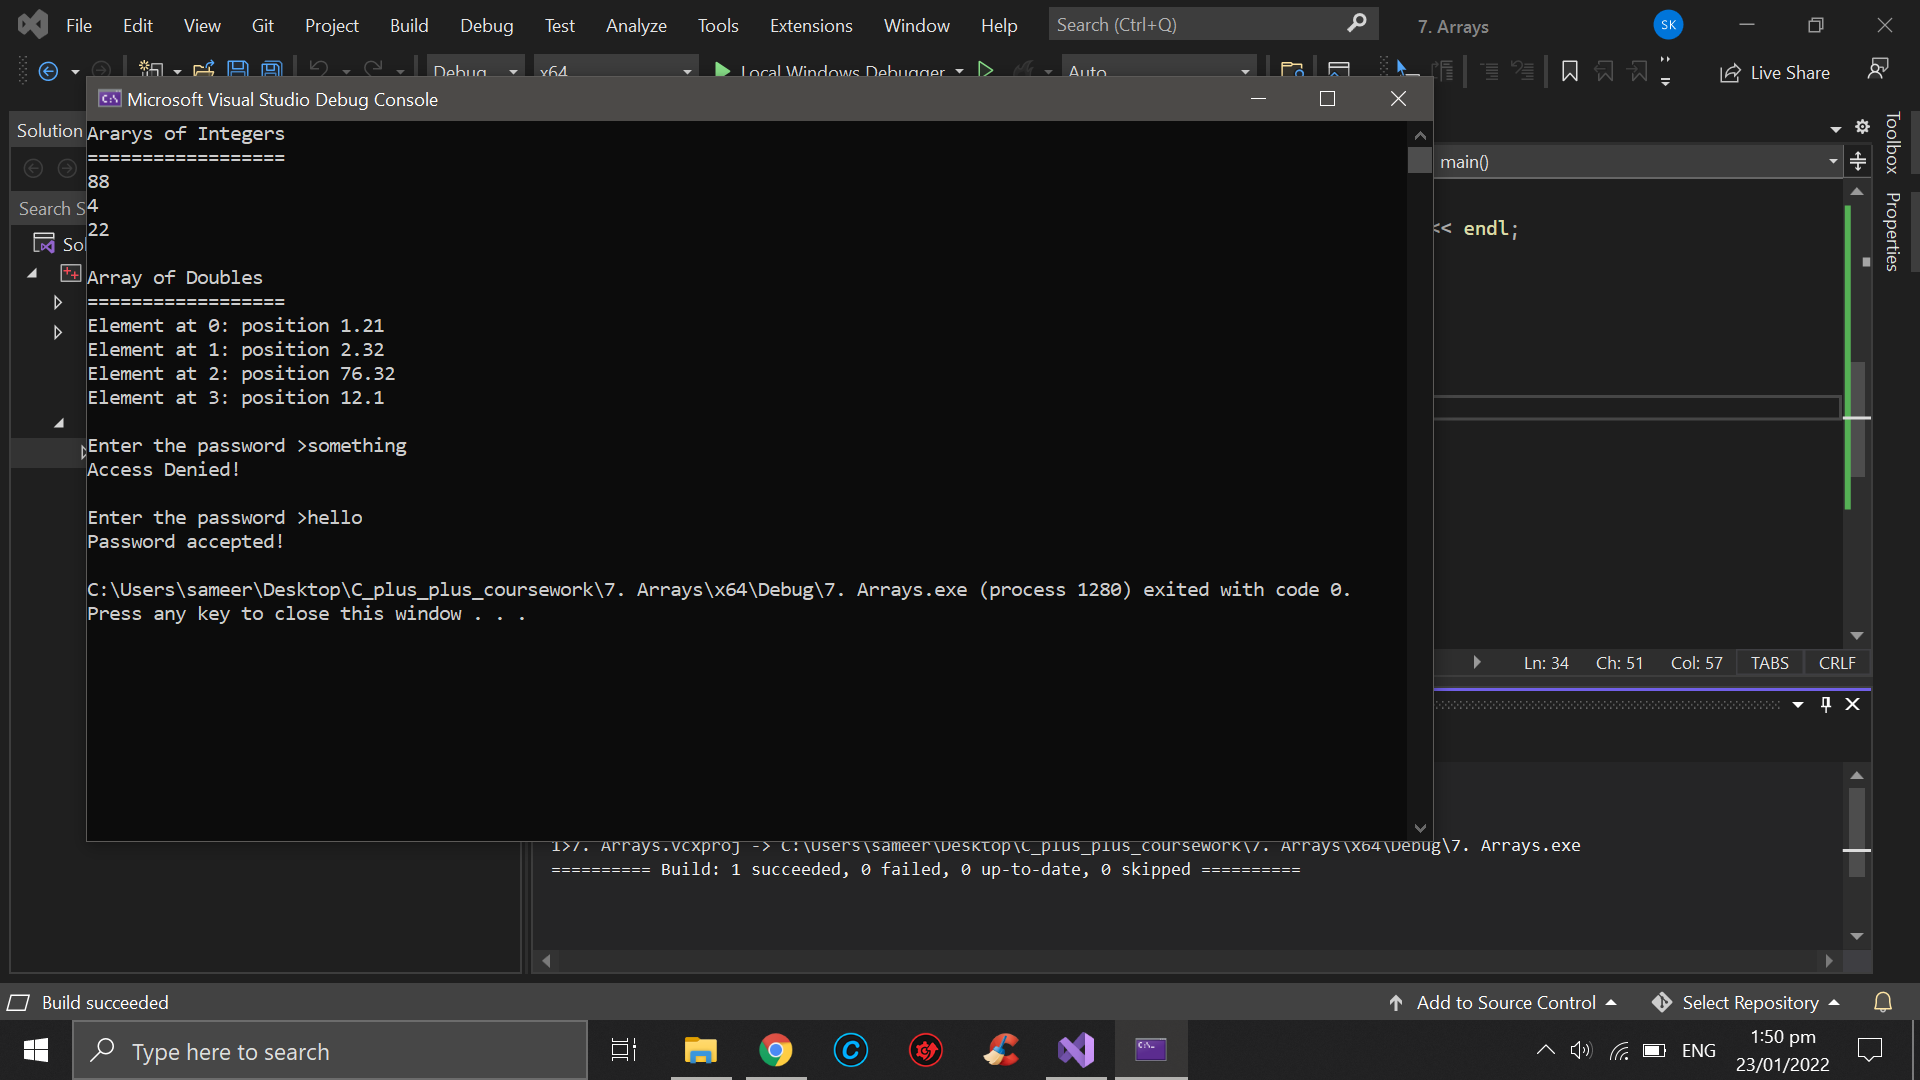 File Edit View Git Project Build Debug Test Analyze Tools Extensions Window Help Search (Ctrl+Q) 7. Arrays SK
Debug x64 Local Windows Debugger Auto Live Share
Microsoft Visual Studio Debug Console
Solution
Search S
Sol
Ararys of Integers
==================
88
4
22
Array of Doubles
==================
Element at 0: position 1.21
Element at 1: position 2.32
Element at 2: position 76.32
Element at 3: position 12.1
Enter the password >something
Access Denied!
Enter the password >hello
Password accepted!
C:\Users\sameer\Desktop\C_plus_plus_coursework\7. Arrays\x64\Debug\7. Arrays.exe (process 1280) exited with code 0.
Press any key to close this window . . .
main()
<< endl;
Toolbox
Properties
Ln: 34 Ch: 51 Col: 57 TABS CRLF
1>7. Arrays.vcxproj -> C:\Users\sameer\Desktop\C_plus_plus_coursework\7. Arrays\x64\Debug\7. Arrays.exe
========== Build: 1 succeeded, 0 failed, 0 up-to-date, 0 skipped ==========
Build succeeded Add to Source Control Select Repository
Type here to search ENG 1:50 pm
23/01/2022